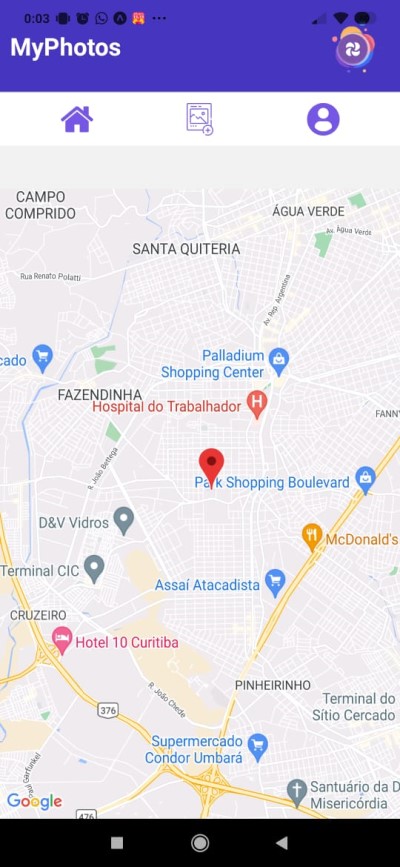 0:03
MyPhotos
CAMPO
COMPRIDO
ÁGUA VERDE
Av. Água Verde
SANTA QUITERIA
Rua Renato Polatti
Av. Rep. Argentina
Palladium
Shopping Center
cado
FAZENDINHA
Hospital do Trabalhador
H
FANNY
R. João Bettega
Park Shopping Boulevard
D&V Vidros
McDonald's
Terminal CIC
Assaí Atacadista
CRUZEIRO
Hotel 10 Curitiba
PINHEIRINHO
R. João Chede
376
Terminal do
Sítio Cercado
Supermercado
Condor Umbará
Garfunkel
Santuário da D
Misericórdia
Google
476